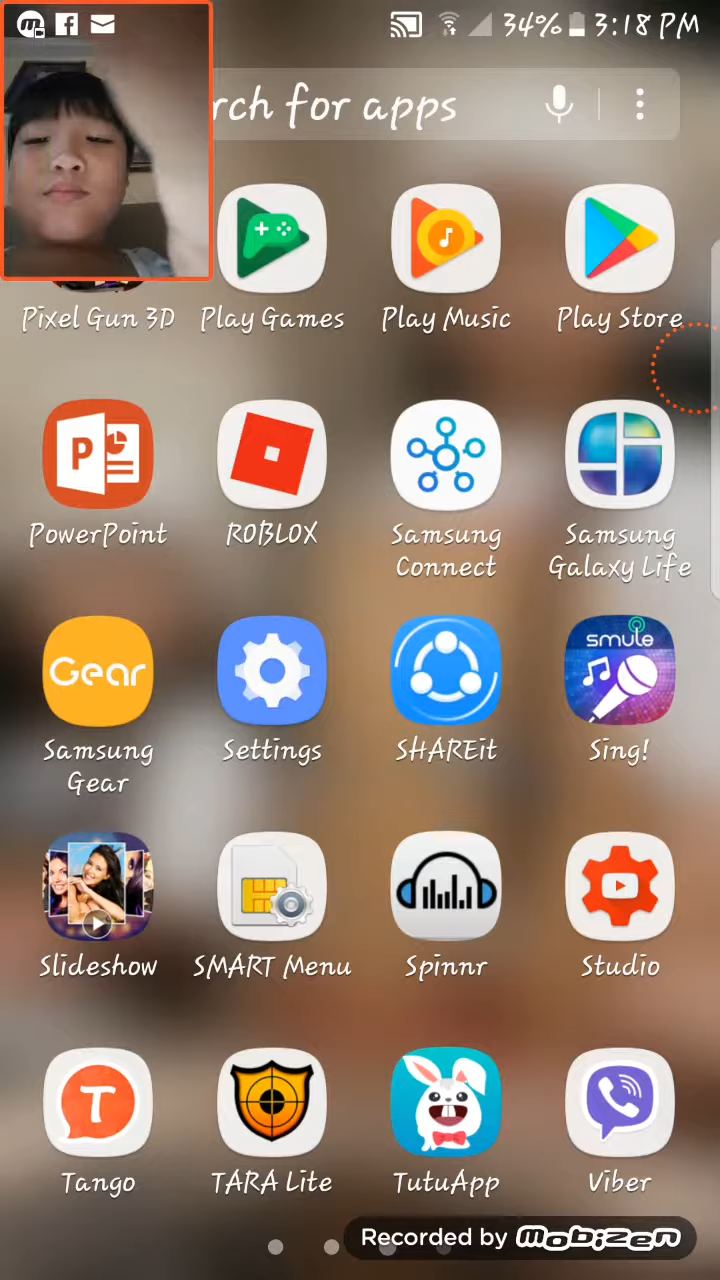 34% 3:18 PM
rch for apps
Pixel Gun 3D Play Games Play Music Play Store
P
PowerPoint ROBLOX Samsung Connect Samsung Galaxy Life
Gear smule
Samsung Gear Settings SHAREit Sing!
Slideshow SMART Menu Spinnr Studio
T
Tango TARA Lite TutuApp Viber
Recorded by mobizen